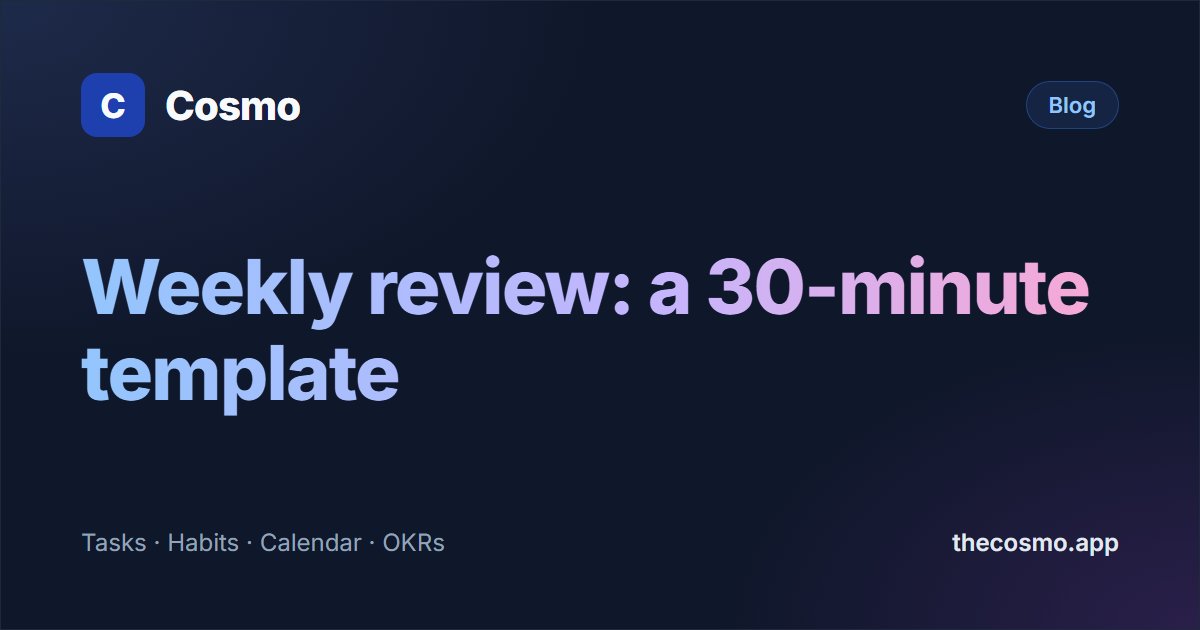 C Cosmo
Blog
Weekly review: a 30-minute
template
Tasks · Habits · Calendar · OKRs
thecosmo.app